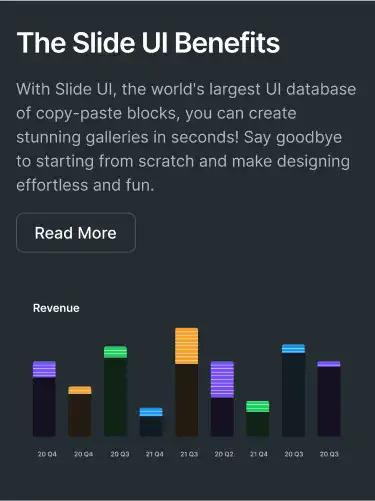 The Slide UI Benefits
With Slide UI, the world's largest UI database
of copy-paste blocks, you can create
stunning galleries in seconds! Say goodbye
to starting from scratch and make designing
effortless and fun.
Read More
Revenue
20 Q4 20 Q4 20 Q3 21 Q4 21 Q3 20 Q2 21 Q4 20 Q3 20 Q3